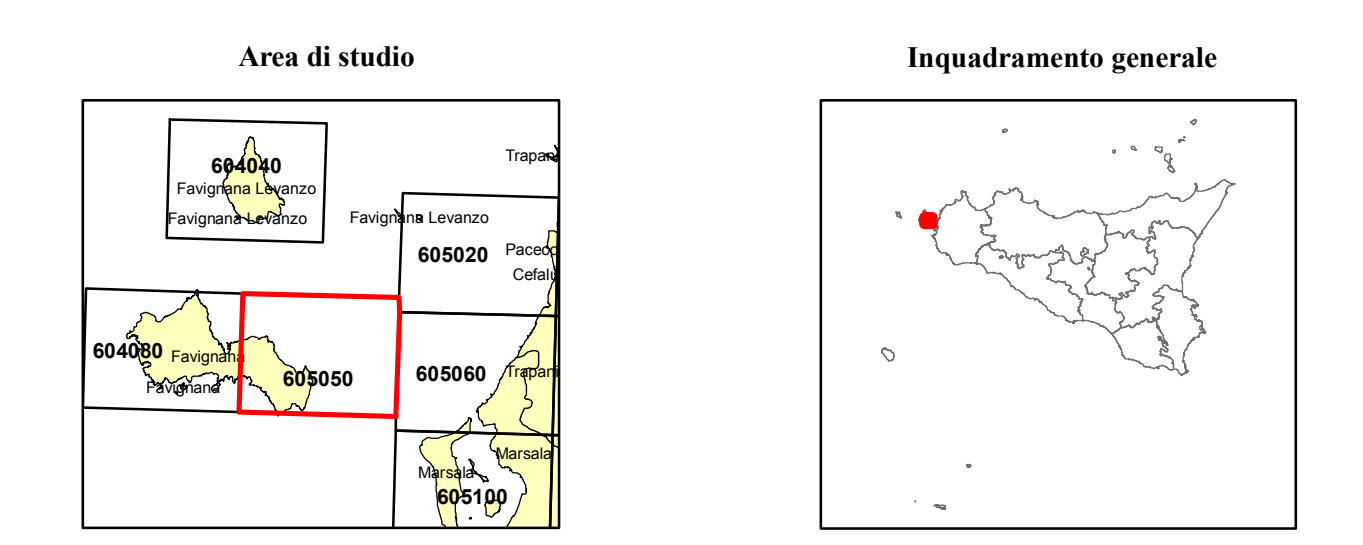 Area di studio
Inquadramento generale
604040
Trapani
Favignana Levanzo
Favignana Levanzo
Favignana Levanzo
605020
Paceco
Cefalù
604080
Favignana
Favignana
605050
605060
Trapani
Marsala
Marsala
605100